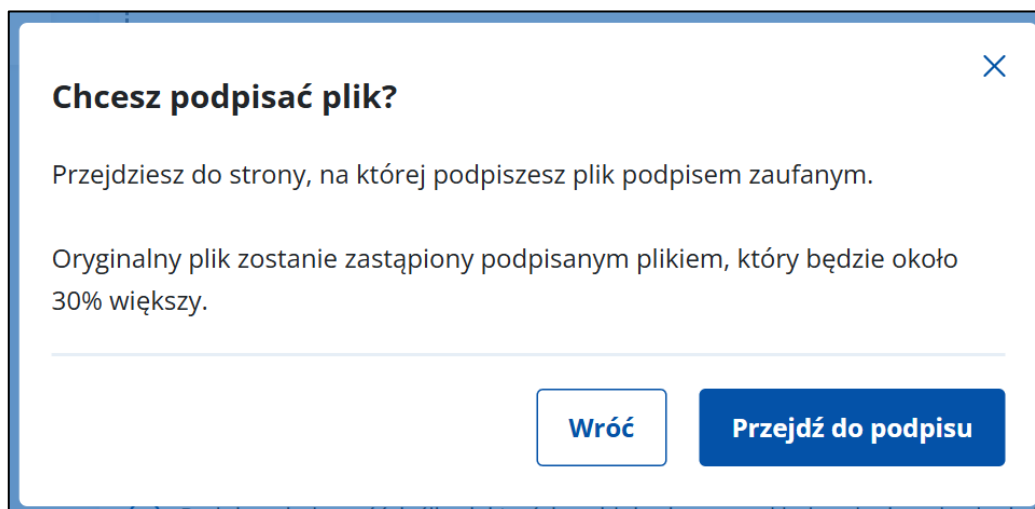 Chcesz podpisać plik?
Przejdziesz do strony, na której podpiszesz plik podpisem zaufanym.
Oryginalny plik zostanie zastąpiony podpisanym plikiem, który będzie około
30% większy.
Wróć
Przejdź do podpisu